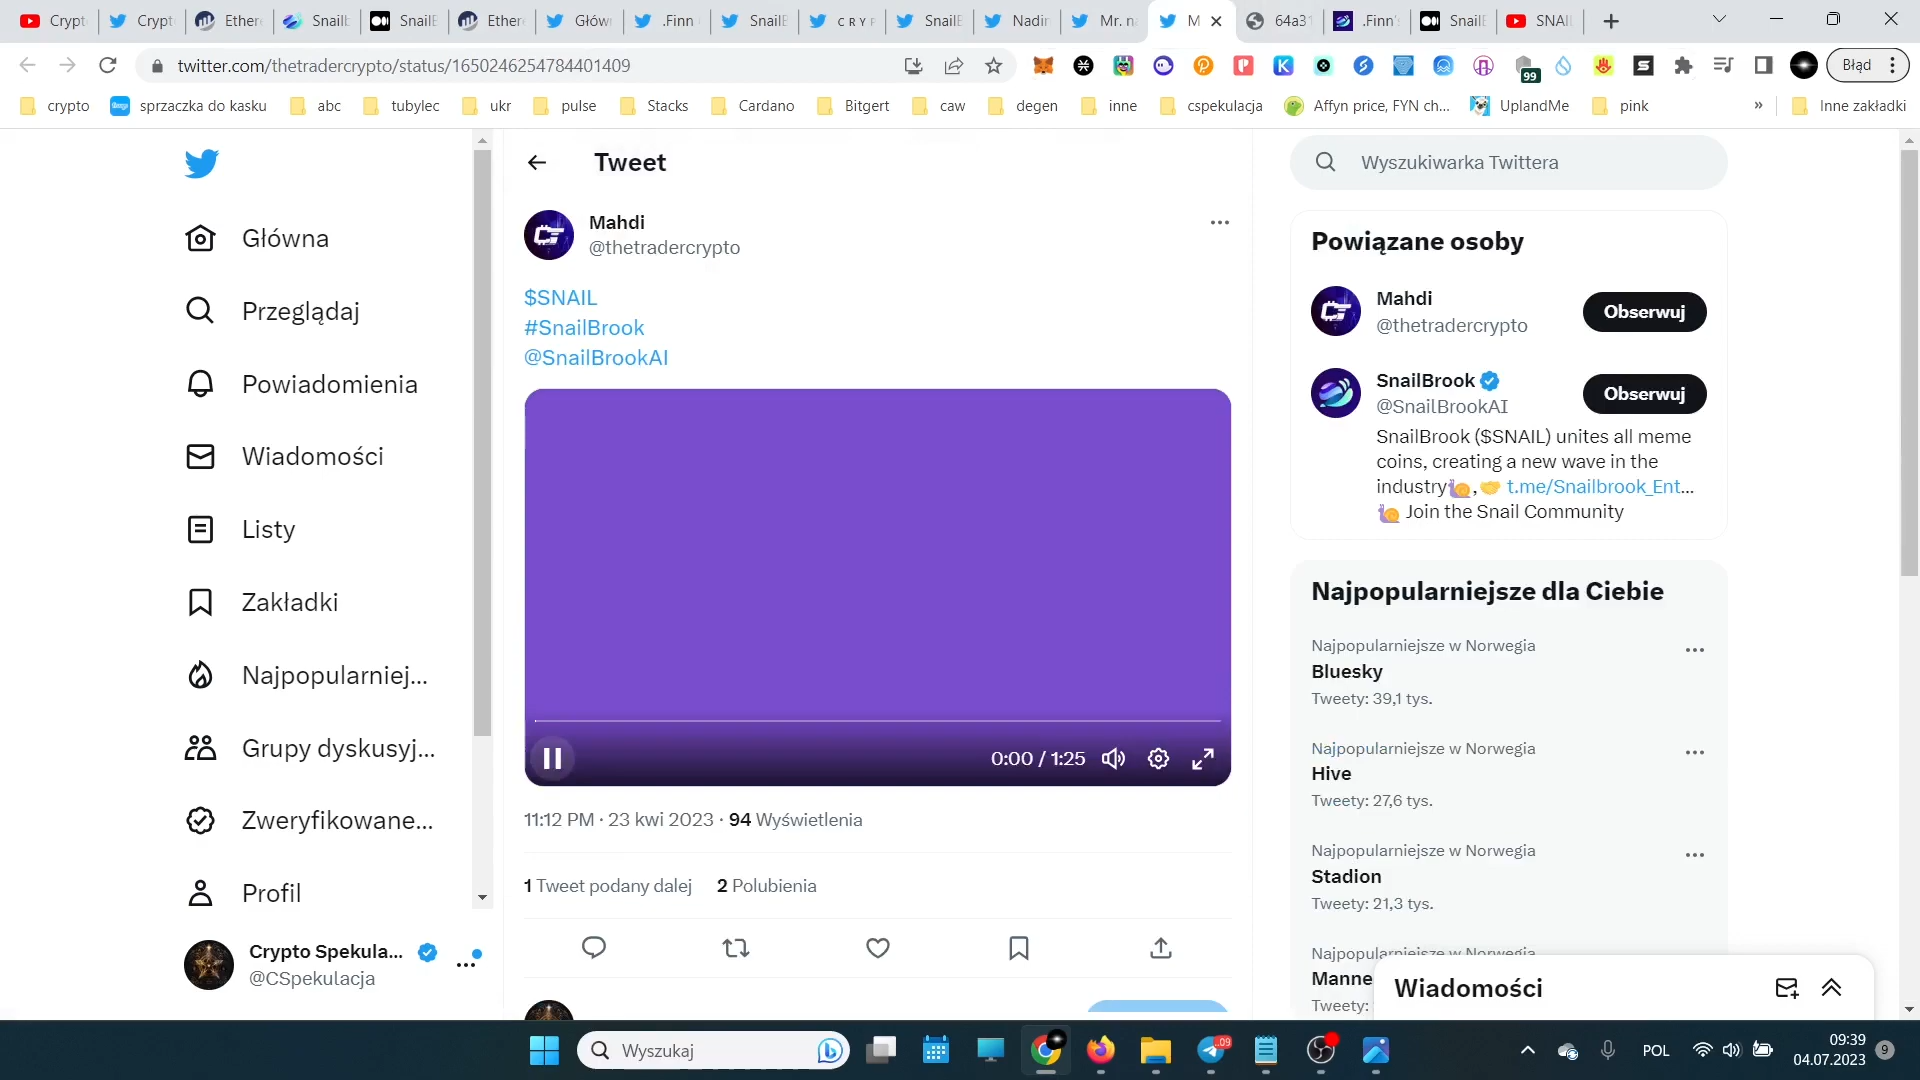 Crypt
Crypt
Ether
Snailb
SnailB
Ether
Główn
.Finn
SnailB
C R Y P
SnailB
Nadin
Mr. n
M
64a31
.Finn'
SnailB
SNAI
twitter.com/thetradercrypto/status/1650246254784401409
99
Błąd
crypto
sprzaczka do kasku
abc
tubylec
ukr
pulse
Stacks
Cardano
Bitgert
caw
degen
inne
cspekulacja
Affyn price, FYN ch...
UplandMe
pink
»
Inne zakładki
Główna
Przeglądaj
Powiadomienia
Wiadomości
Listy
Zakładki
Najpopularniej...
Grupy dyskusyj...
Zweryfikowane...
Profil
Crypto Spekula...
@CSpekulacja
Tweet
Mahdi
@thetradercrypto
$SNAIL
#SnailBrook
@SnailBrookAI
0:00 / 1:25
11:12 PM · 23 kwi 2023 · 94 Wyświetlenia
1 Tweet podany dalej 2 Polubienia
Wyszukiwarka Twittera
Powiązane osoby
Mahdi
@thetradercrypto
Obserwuj
SnailBrook
@SnailBrookAI
Obserwuj
SnailBrook ($SNAIL) unites all meme
coins, creating a new wave in the
industry🐌,🤝 t.me/Snailbrook_Ent...
🐌 Join the Snail Community
Najpopularniejsze dla Ciebie
Najpopularniejsze w Norwegia
Bluesky
Tweety: 39,1 tys.
Najpopularniejsze w Norwegia
Hive
Tweety: 27,6 tys.
Najpopularniejsze w Norwegia
Stadion
Tweety: 21,3 tys.
Najpopularniejsze w Norwegia
Manne
Tweety:
Wiadomości
Wyszukaj
.09
POL
09:39
04.07.2023
9